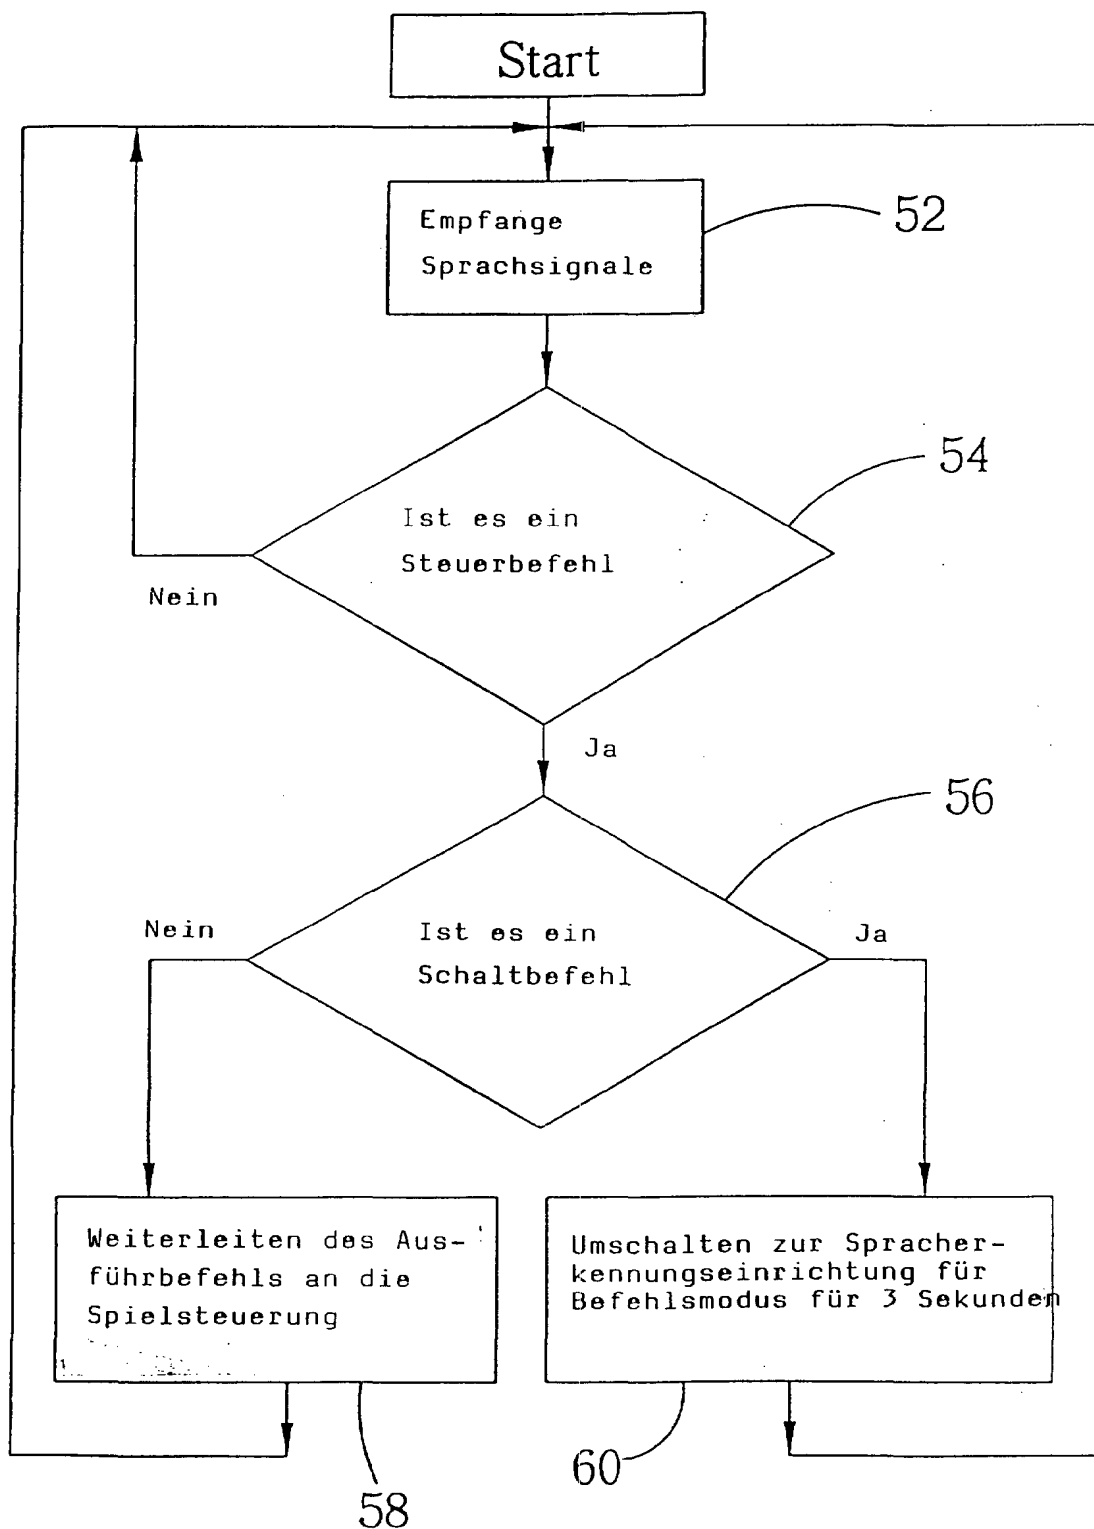 Start
Empfange
Sprachsignale
52
Ist es ein
Steuerbefehl
54
Nein
Ja
56
Ist es ein
Schaltbefehl
Nein
Ja
Weiterleiten des Aus-
führbefehls an die
Spielsteuerung
Umschalten zur Spracher-
kennungseinrichtung für
Befehlsmodus für 3 Sekunden
58
60